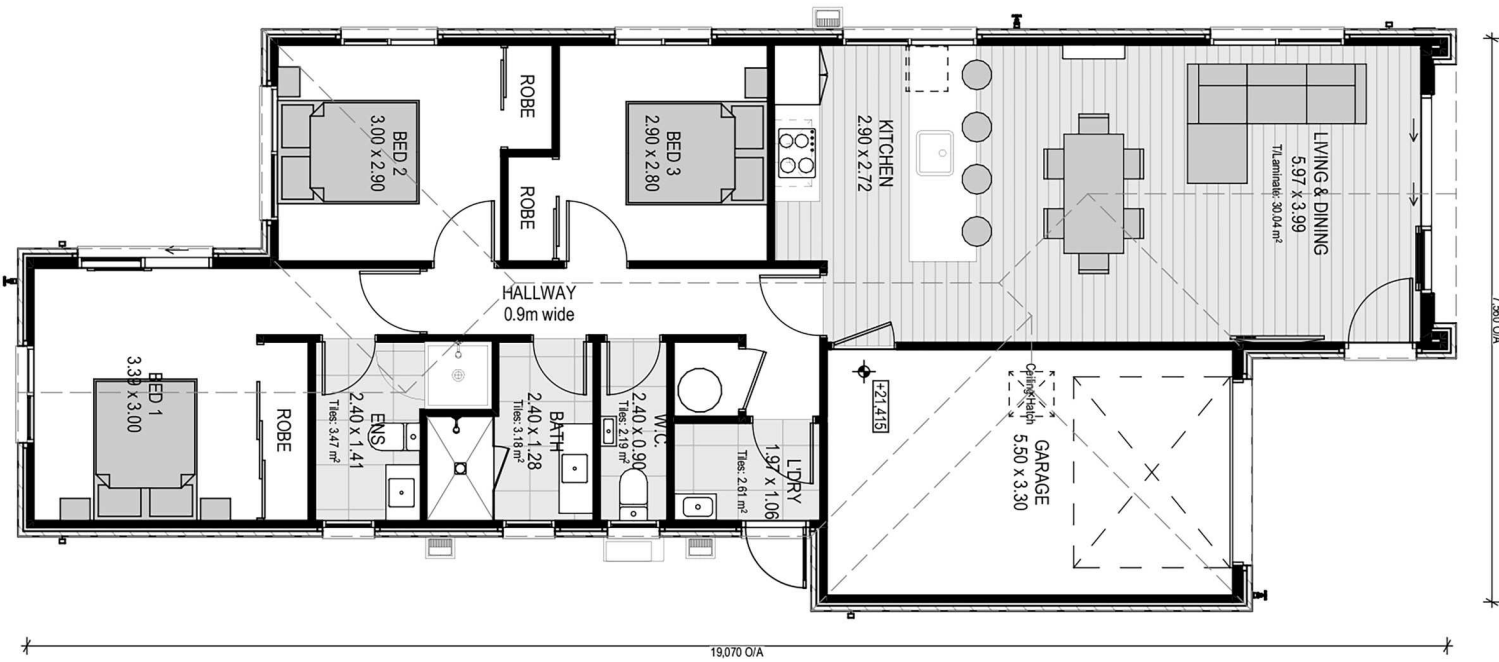 BED 2
3.00 x 2.90
ROBE
ROBE
BED 3
2.90 x 2.80
KITCHEN
2.90 x 2.72
LIVING & DINING
5.97 x 3.99
T/Laminate: 30.04 m²
HALLWAY
0.9m wide
BED 1
3.39 x 3.00
ROBE
ENS
2.40 x 1.41
Tiles: 3.47 m²
BATH
2.40 x 1.28
Tiles: 3.18 m²
W.C.
2.40 x 0.90
Tiles: 2.19 m²
L'DRY
1.97 x 1.06
Tiles: 2.61 m²
+21.415
Ceiling Hatch
GARAGE
5.50 x 3.30
O/A
19,070 O/A